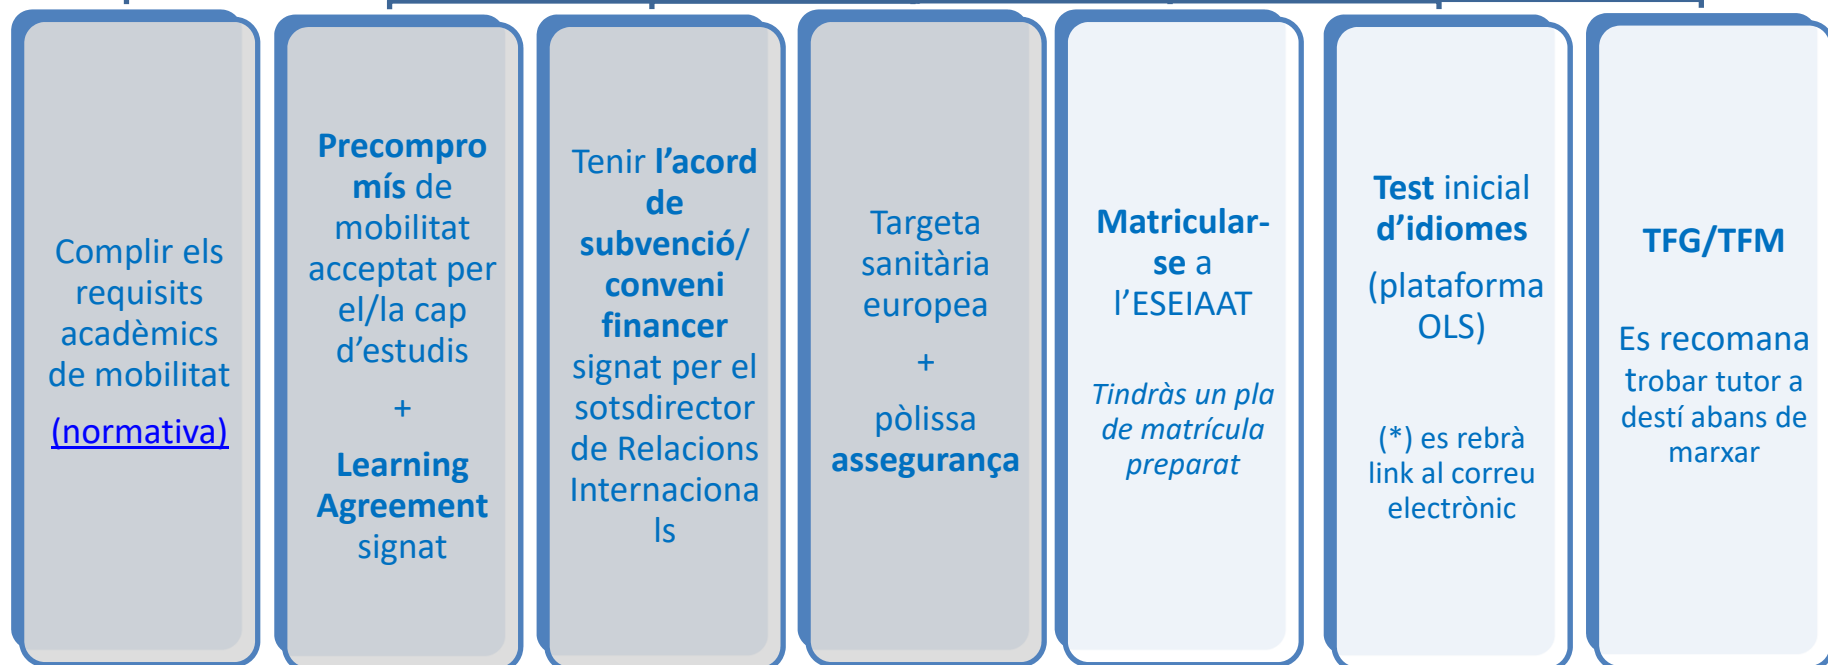 Complir els
requisits
acadèmics
de mobilitat
(normativa)
Precompro
mís de
mobilitat
acceptat per
el/la cap
d’estudis
+
Learning
Agreement
signat
Tenir l’acord
de
subvenció/
conveni
financer
signat per el
sotsdirector
de Relacions
Internaciona
ls
Targeta
sanitària
europea
+
pòlissa
assegurança
Matricular-
se a
l’ESEIAAT
Tindràs un pla
de matrícula
preparat
Test inicial
d’idiomes
(plataforma
OLS)
(*) es rebrà
link al correu
electrònic
TFG/TFM
Es recomana
trobar tutor a
destí abans de
marxar